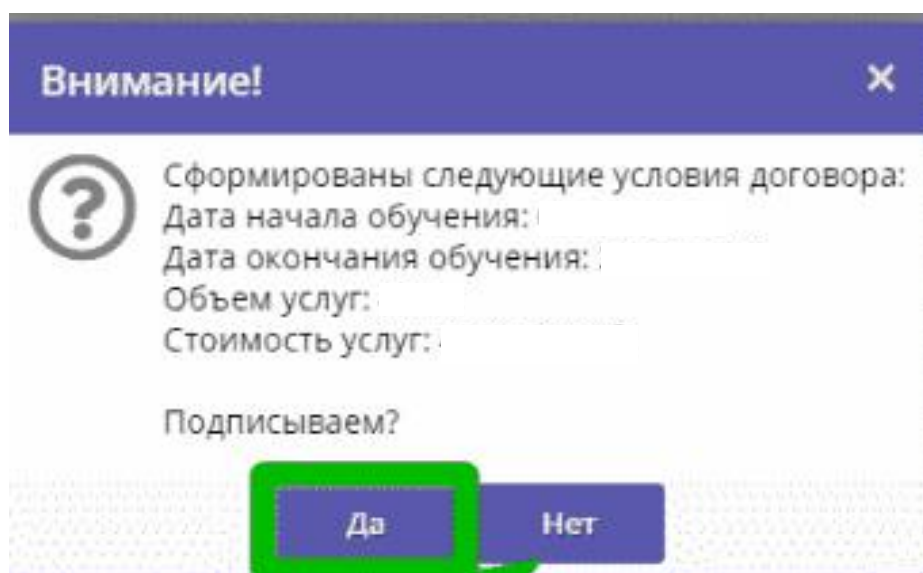 Внимание!
Сформированы следующие условия договора:
Дата начала обучения:
Дата окончания обучения:
Объем услуг:
Стоимость услуг:
Подписываем?
Да Нет